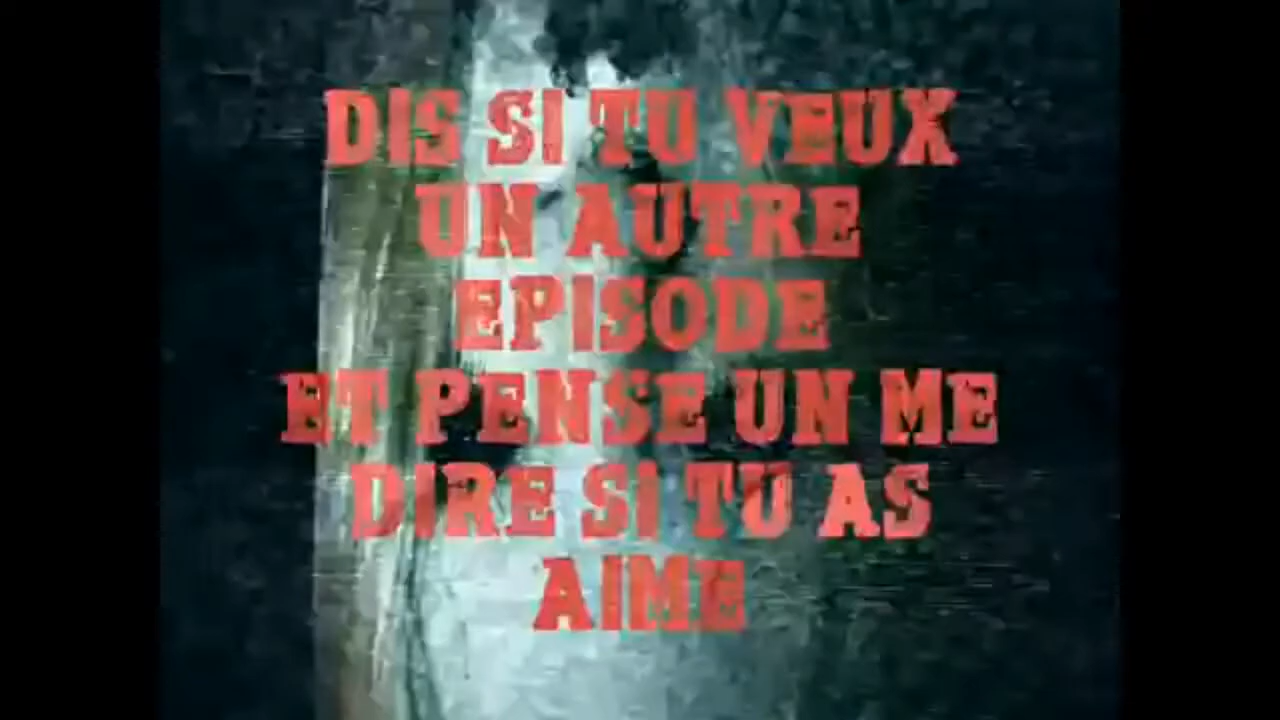 DIS SI TU VEUX
UN AUTRE
EPISODE
ET PENSE UN ME
DIRE SI TU AS
AIME